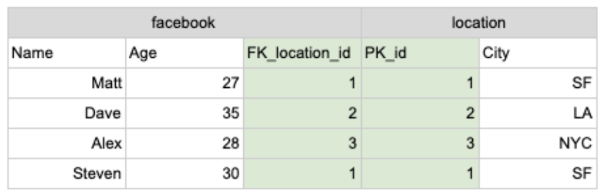 facebook location
Name Age FK_location_id PK_id City
Matt 27 1 1 SF
Dave 35 2 2 LA
Alex 28 3 3 NYC
Steven 30 1 1 SF